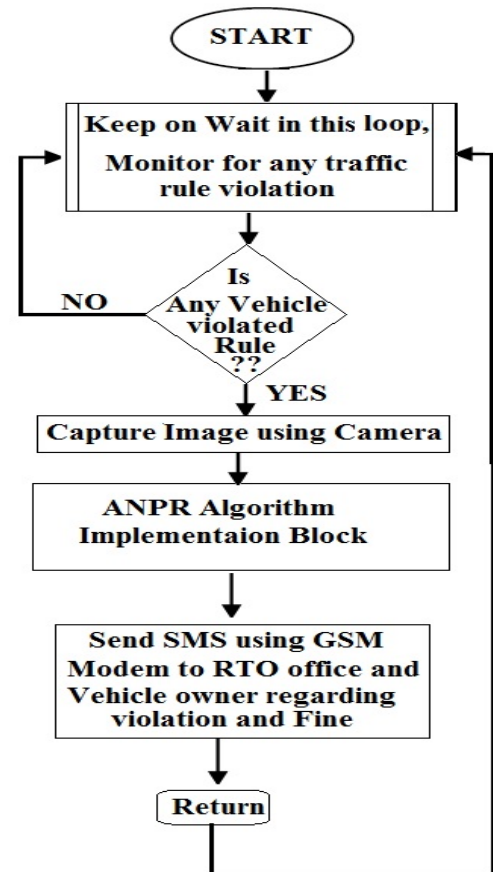 START
Keep on Wait in this loop,
Monitor for any traffic
rule violation
Is
Any Vehicle
violated
Rule
??
NO
YES
Capture Image using Camera
ANPR Algorithm
Implementaion Block
Send SMS using GSM
Modem to RTO office and
Vehicle owner regarding
violation and Fine
Return